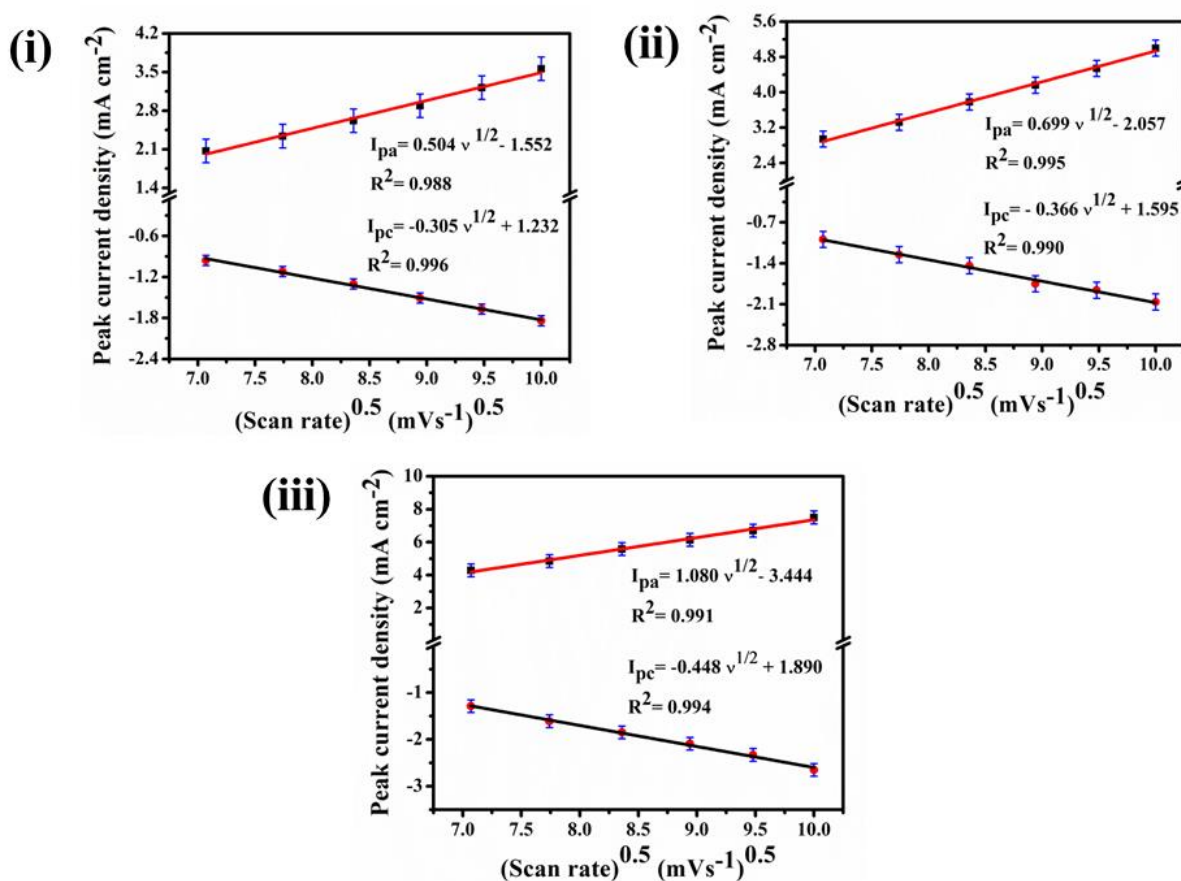 (i)
Peak current density (mA cm-2)
4.2
3.5
2.8
2.1
1.4
-0.6
-1.2
-1.8
-2.4
Ipa= 0.504 ν1/2- 1.552
R2= 0.988
Ipc= -0.305 ν1/2 + 1.232
R2= 0.996
7.0 7.5 8.0 8.5 9.0 9.5 10.0
(Scan rate)0.5 (mVs-1)0.5
(ii)
Peak current density (mA cm-2)
5.6
4.8
4.0
3.2
2.4
-0.7
-1.4
-2.1
-2.8
Ipa= 0.699 ν1/2- 2.057
R2= 0.995
Ipc= - 0.366 ν1/2 + 1.595
R2= 0.990
7.0 7.5 8.0 8.5 9.0 9.5 10.0
(Scan rate)0.5 (mVs-1)0.5
(iii)
Peak current density (mA cm-2)
10
8
6
4
2
-1
-2
-3
Ipa= 1.080 ν1/2- 3.444
R2= 0.991
Ipc= -0.448 ν1/2 + 1.890
R2= 0.994
7.0 7.5 8.0 8.5 9.0 9.5 10.0
(Scan rate)0.5 (mVs-1)0.5